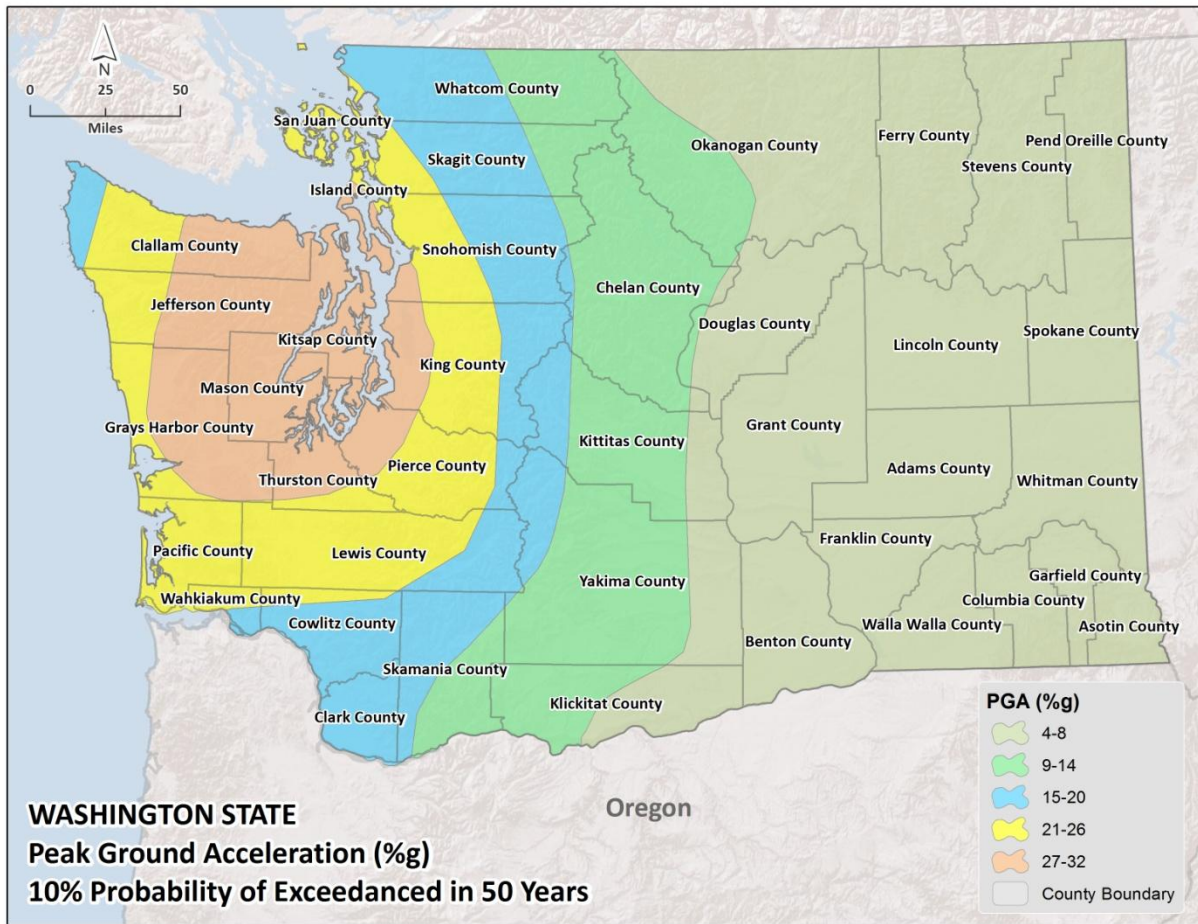 N
0 25 50
Miles
Whatcom County
San Juan County
Skagit County
Okanogan County
Ferry County
Pend Oreille County
Stevens County
Island County
Clallam County
Snohomish County
Chelan County
Jefferson County
Douglas County
Spokane County
Kitsap County
Lincoln County
King County
Mason County
Grays Harbor County
Grant County
Kittitas County
Pierce County
Adams County
Thurston County
Whitman County
Franklin County
Pacific County
Lewis County
Garfield County
Yakima County
Wahkiakum County
Columbia County
Cowlitz County
Walla Walla County
Asotin County
Benton County
Skamania County
Klickitat County
Clark County
Oregon
PGA (%g)
4-8
9-14
15-20
21-26
27-32
County Boundary
WASHINGTON STATE
Peak Ground Acceleration (%g)
10% Probability of Exceedanced in 50 Years